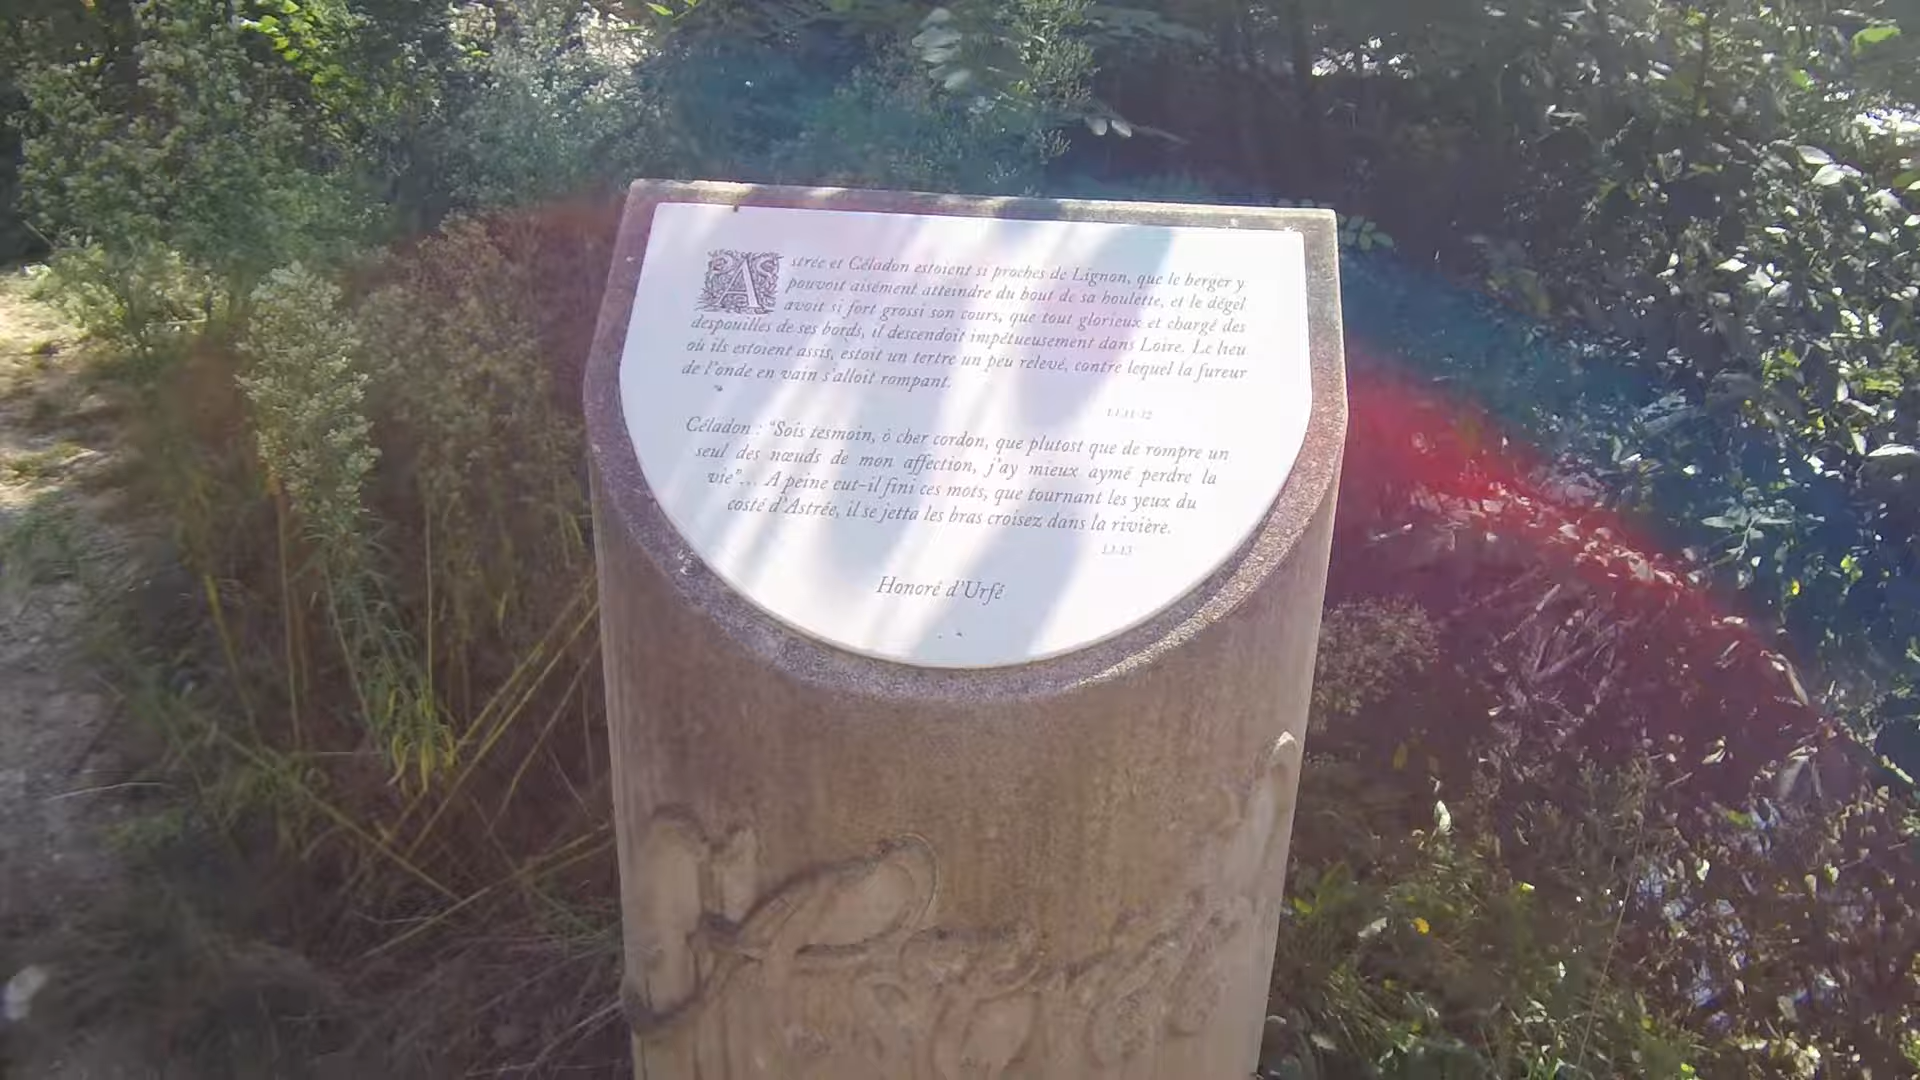 Astrée et Céladon estoient si proches de Lignon, que le berger y
pouvoit aisément atteindre du bout de sa houlette, et le dégel
avoit si fort grossi son cours, que tout glorieux et chargé des
despouilles de ses bords, il descendoit impétueusement dans Loire. Le lieu
où ils estoient assis, estoit un tertre un peu relevé, contre lequel la fureur
de l'onde en vain s'alloit rompant.
Céladon : "Sois tesmoin, ô cher cordon, que plutost que de rompre un
seul des nœuds de mon affection, j'ay mieux aymé perdre la
vie"... A peine eut-il fini ces mots, que tournant les yeux du
costé d'Astrée, il se jetta les bras croisez dans la rivière.
Honoré d'Urfé